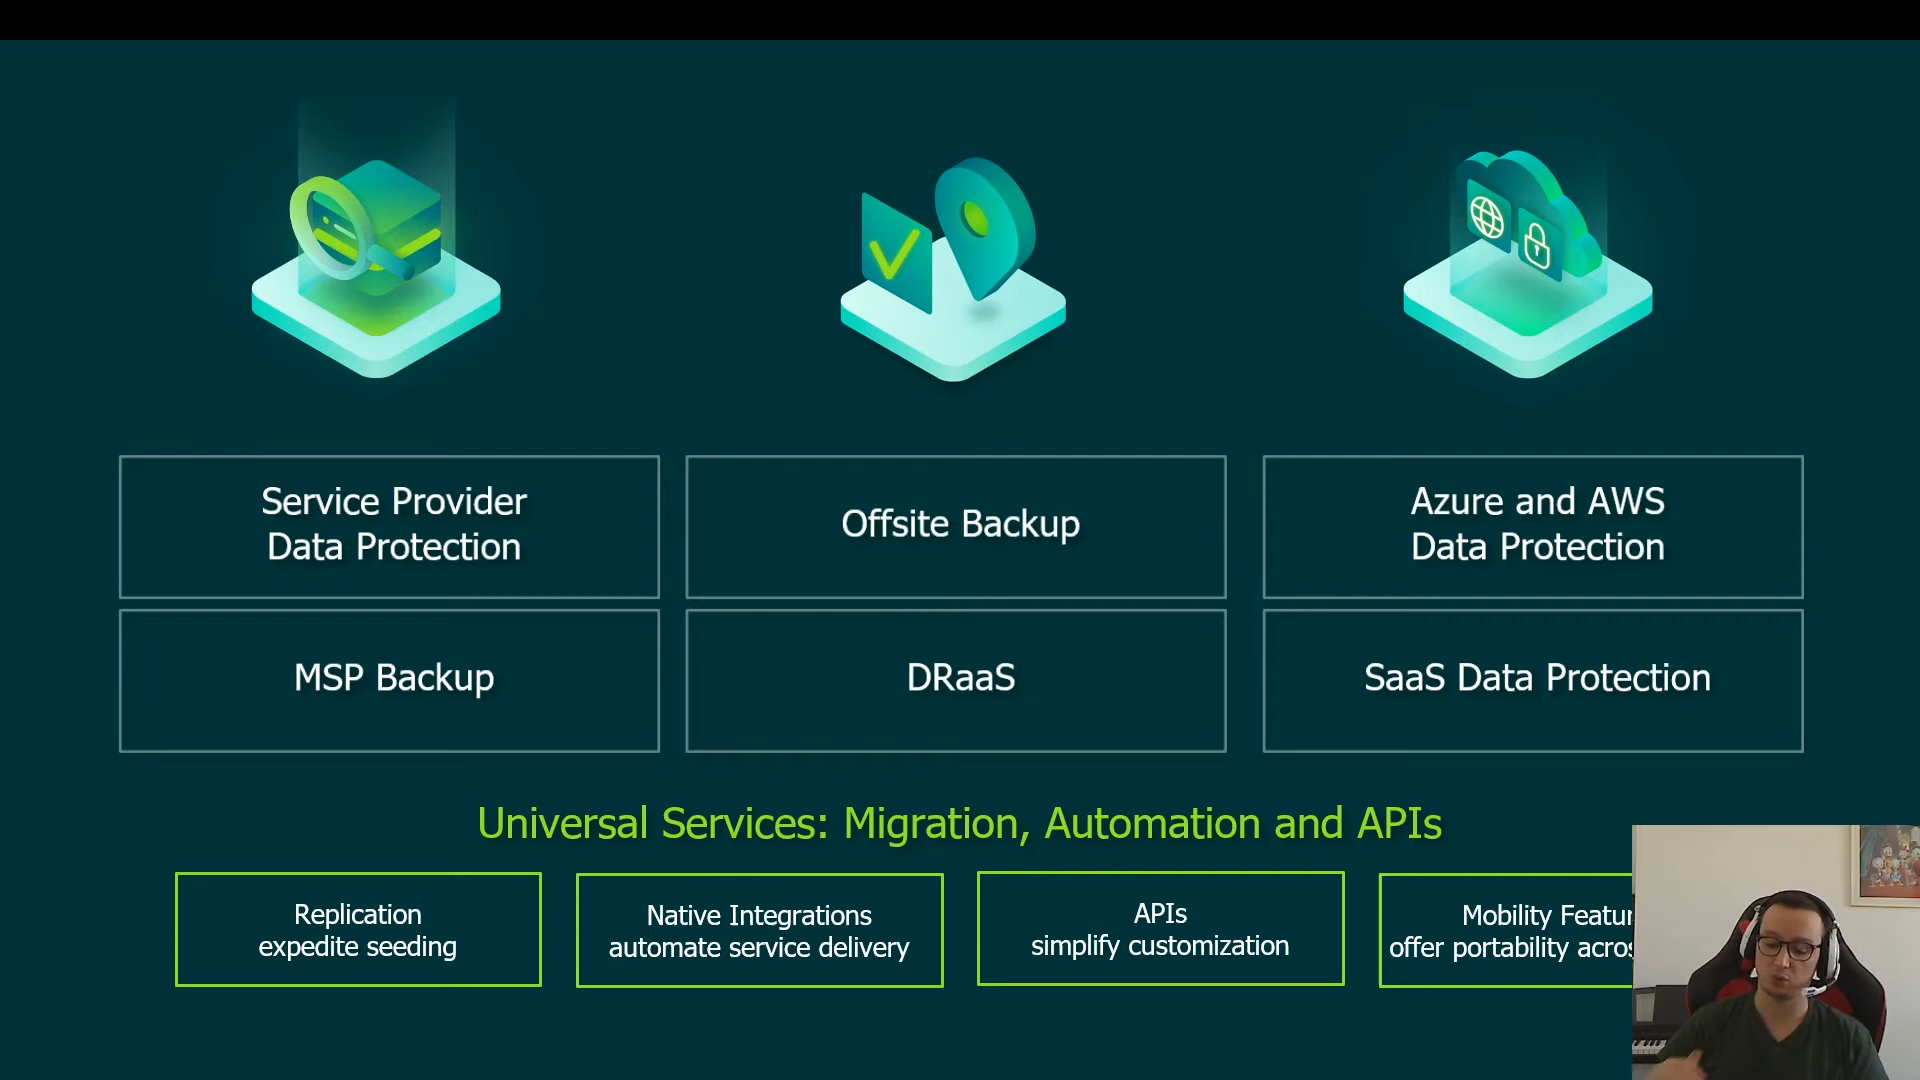 Service Provider
Data Protection
Offsite Backup
Azure and AWS
Data Protection
MSP Backup
DRaaS
SaaS Data Protection
Universal Services: Migration, Automation and APIs
Replication
expedite seeding
Native Integrations
automate service delivery
APIs
simplify customization
Mobility
offer portability